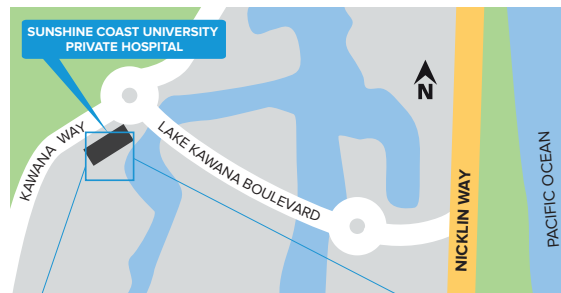 SUNSHINE COAST UNIVERSITY
PRIVATE HOSPITAL
N
KAWANA WAY
LAKE KAWANA BOULEVARD
NICKLIN WAY
PACIFIC OCEAN